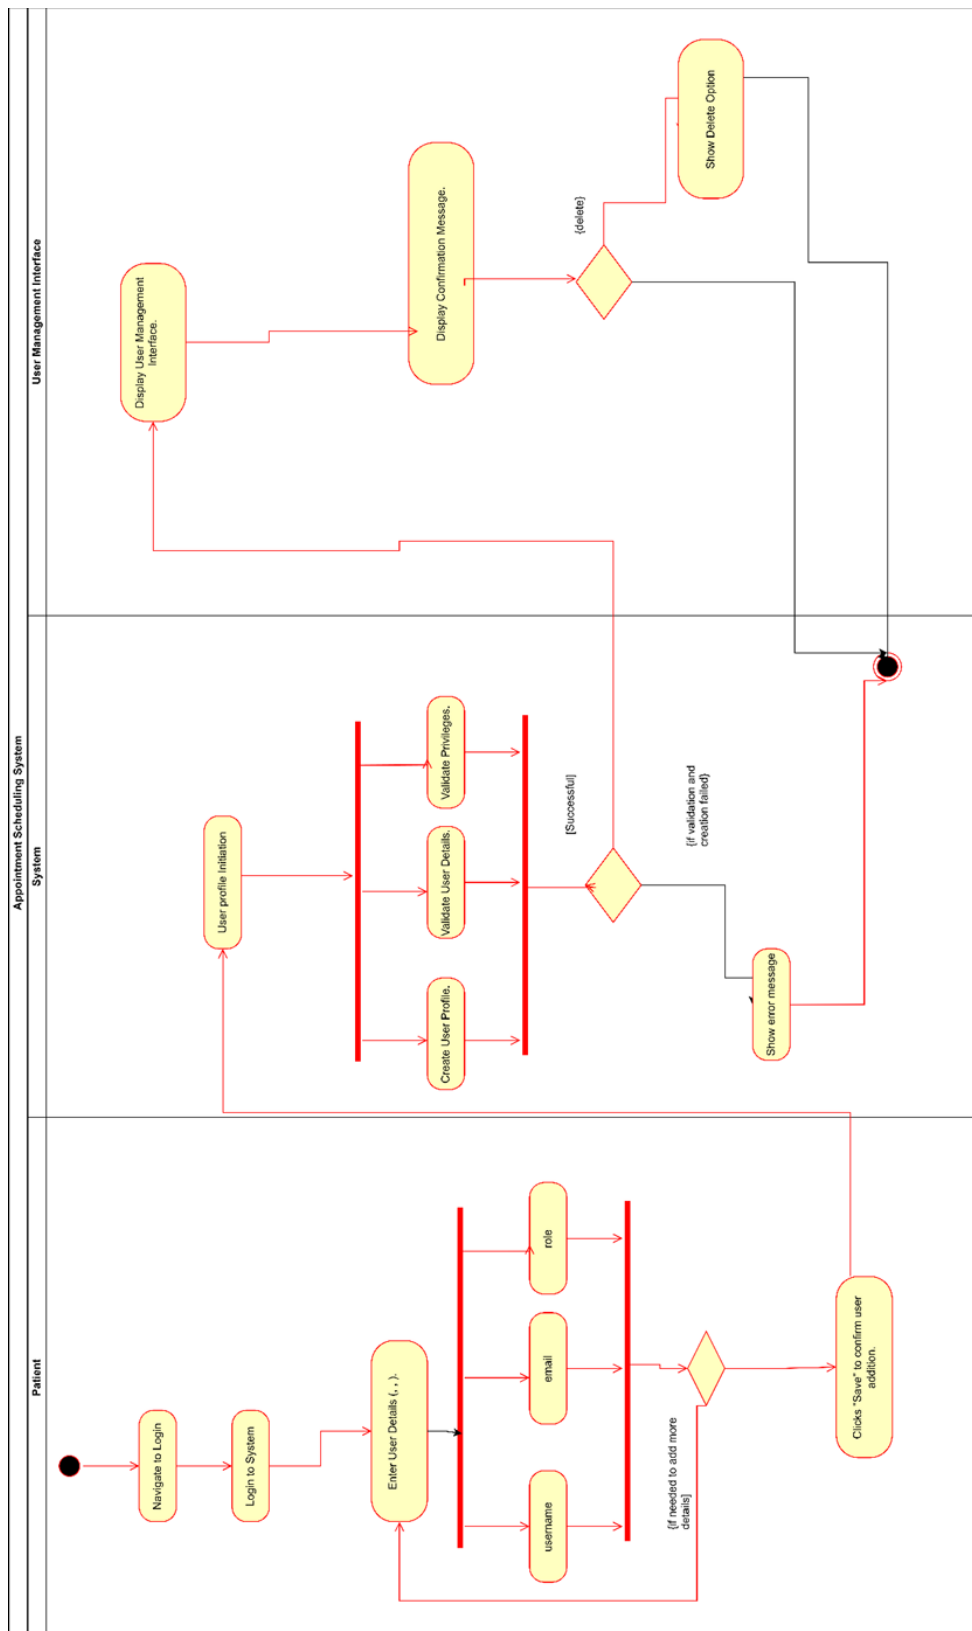 Appointment Scheduling System
Patient
System
User Management Interface
Navigate to Login
Login to System
Enter User Details (, , ).
username
email
role
{if needed to add more
details]
Clicks "Save" to confirm user
addition.
User profile Initiation
Create User Profile.
Validate User Details.
Validate Privileges.
[Successful]
{if validation and
creation failed}
Show error message
Display User Management
Interface.
Display Confirmation Message.
{delete}
Show Delete Option